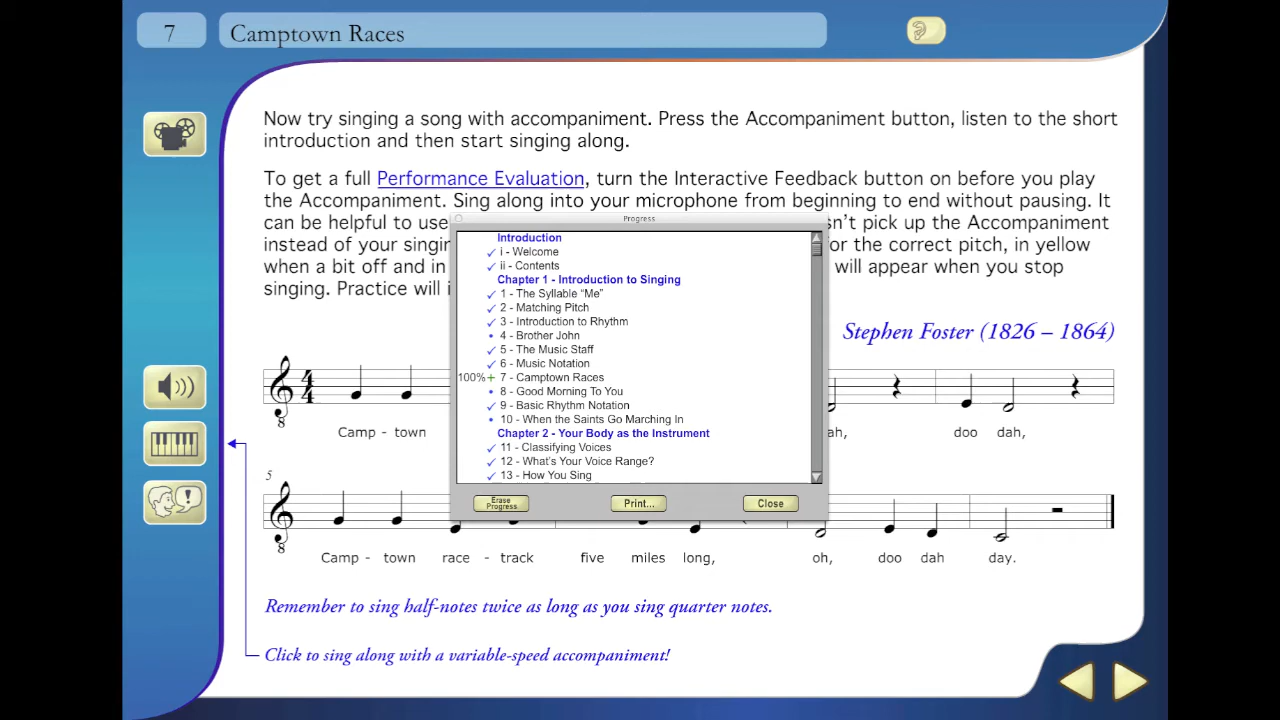 7
Camptown Races
Now try singing a song with accompaniment. Press the Accompaniment button, listen to the short
introduction and then start singing along.
To get a full Performance Evaluation, turn the Interactive Feedback button on before you play
the Accompaniment. Sing along into your microphone from beginning to end without pausing. It
can be helpful to use
sn’t pick up the Accompaniment
instead of your
for the correct pitch, in yellow
when a bit off and in
will appear when you stop
singing. Practice will
Progress
Introduction
✓ i - Welcome
✓ ii - Contents
Chapter 1 - Introduction to Singing
✓ 1 - The Syllable “Me”
✓ 2 - Matching Pitch
✓ 3 - Introduction to Rhythm
• 4 - Brother John
✓ 5 - The Music Staff
✓ 6 - Music Notation
100%+ 7 - Camptown Races
• 8 - Good Morning To You
✓ 9 - Basic Rhythm Notation
• 10 - When the Saints Go Marching In
Chapter 2 - Your Body as the Instrument
✓ 11 - Classifying Voices
✓ 12 - What’s Your Voice Range?
✓ 13 - How You Sing
Erase
Progress
Print...
Close
Stephen Foster (1826 – 1864)
4
4
8
Camp - town
ah, doo dah,
5
8
Camp - town race - track five miles long, oh, doo dah day.
Remember to sing half-notes twice as long as you sing quarter notes.
Click to sing along with a variable-speed accompaniment!